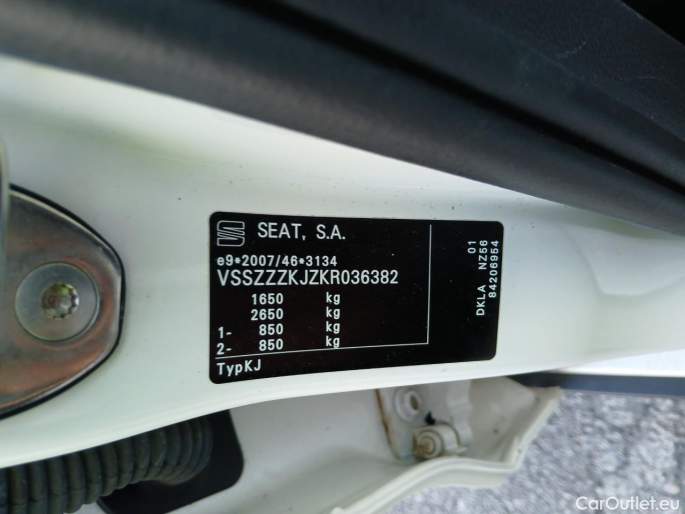 SEAT, S.A.
e9*2007/46*3134
VSSZZZKJZKR036382
1650 kg
2650 kg
1- 850 kg
2- 850 kg
TypKJ
01
DKLA NZ56
84206954
CarOutlet.eu